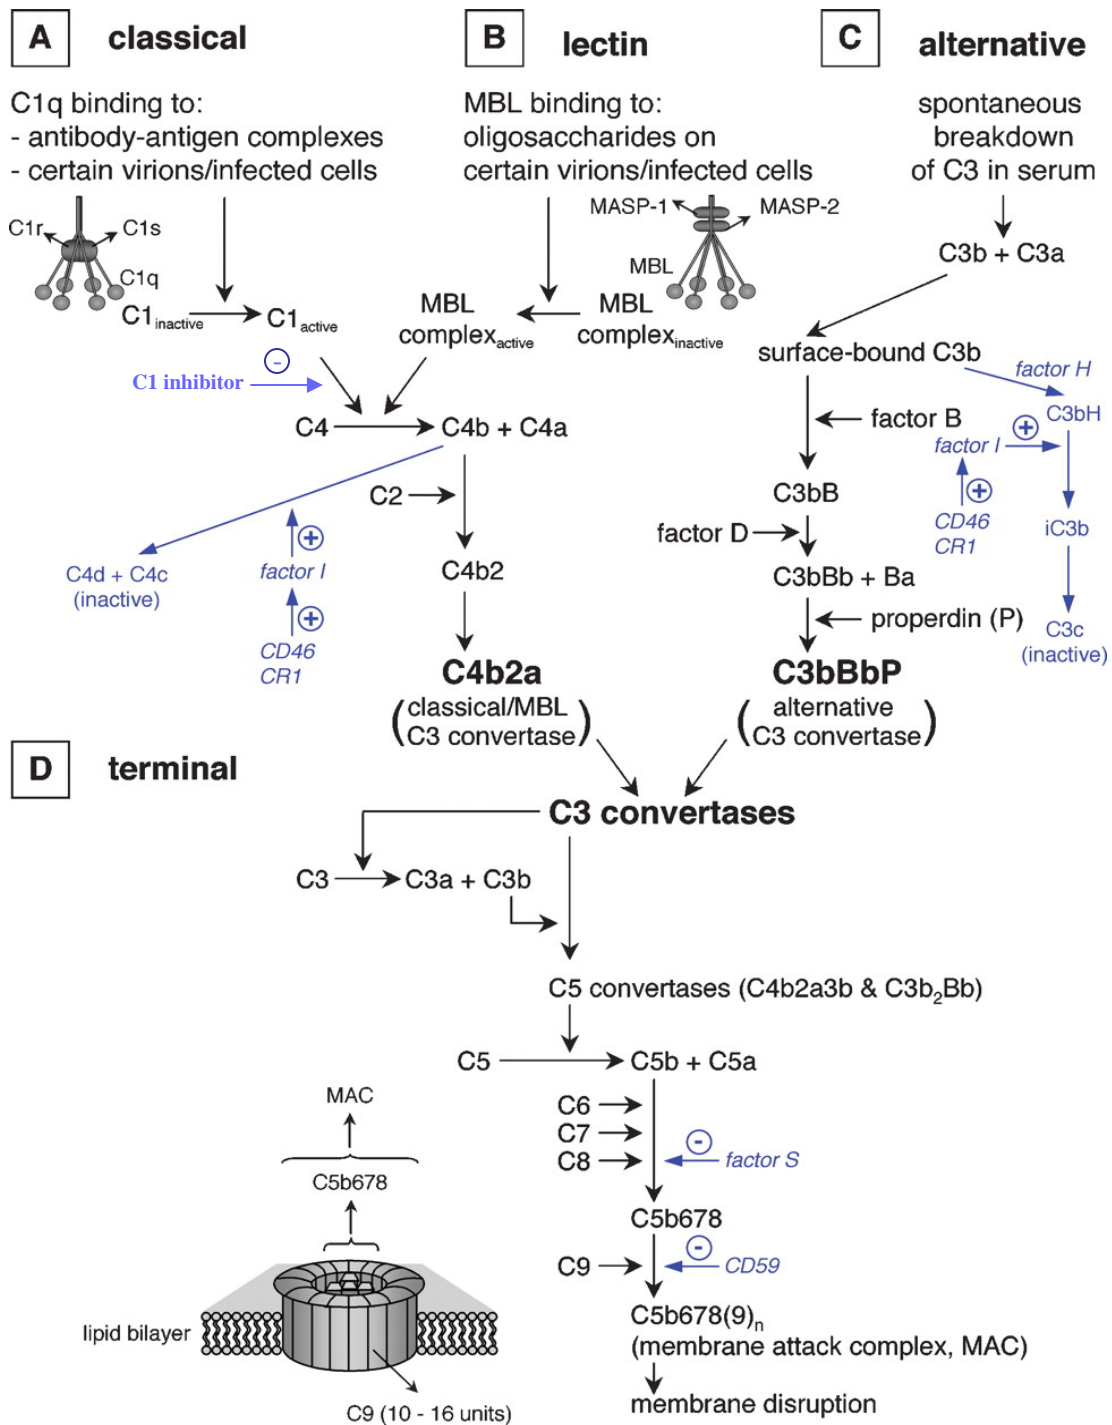 A classical
C1q binding to:
- antibody-antigen complexes
- certain virions/infected cells
C1r
C1s
C1q
C1inactive
C1active
-
C1 inhibitor
B lectin
MBL binding to:
oligosaccharides on
certain virions/infected cells
MASP-1
MASP-2
MBL
MBL
complexactive
MBL
complexinactive
C4
C4b + C4a
C2
C4b2
C4d + C4c
(inactive)
+
factor I
+
CD46
CR1
C4b2a
(classical/MBL
C3 convertase)
C alternative
spontaneous
breakdown
of C3 in serum
C3b + C3a
surface-bound C3b
factor H
C3bH
factor B
factor I
+
C3bB
+
CD46
CR1
iC3b
factor D
C3bBb + Ba
properdin (P)
C3c
(inactive)
C3bBbP
(alternative
C3 convertase)
D terminal
C3 convertases
C3
C3a + C3b
C5 convertases (C4b2a3b & C3b2Bb)
C5
C5b + C5a
C6
C7
C8
-
factor S
C5b678
C9
-
CD59
C5b678(9)n
(membrane attack complex, MAC)
membrane disruption
MAC
C5b678
lipid bilayer
C9 (10 - 16 units)